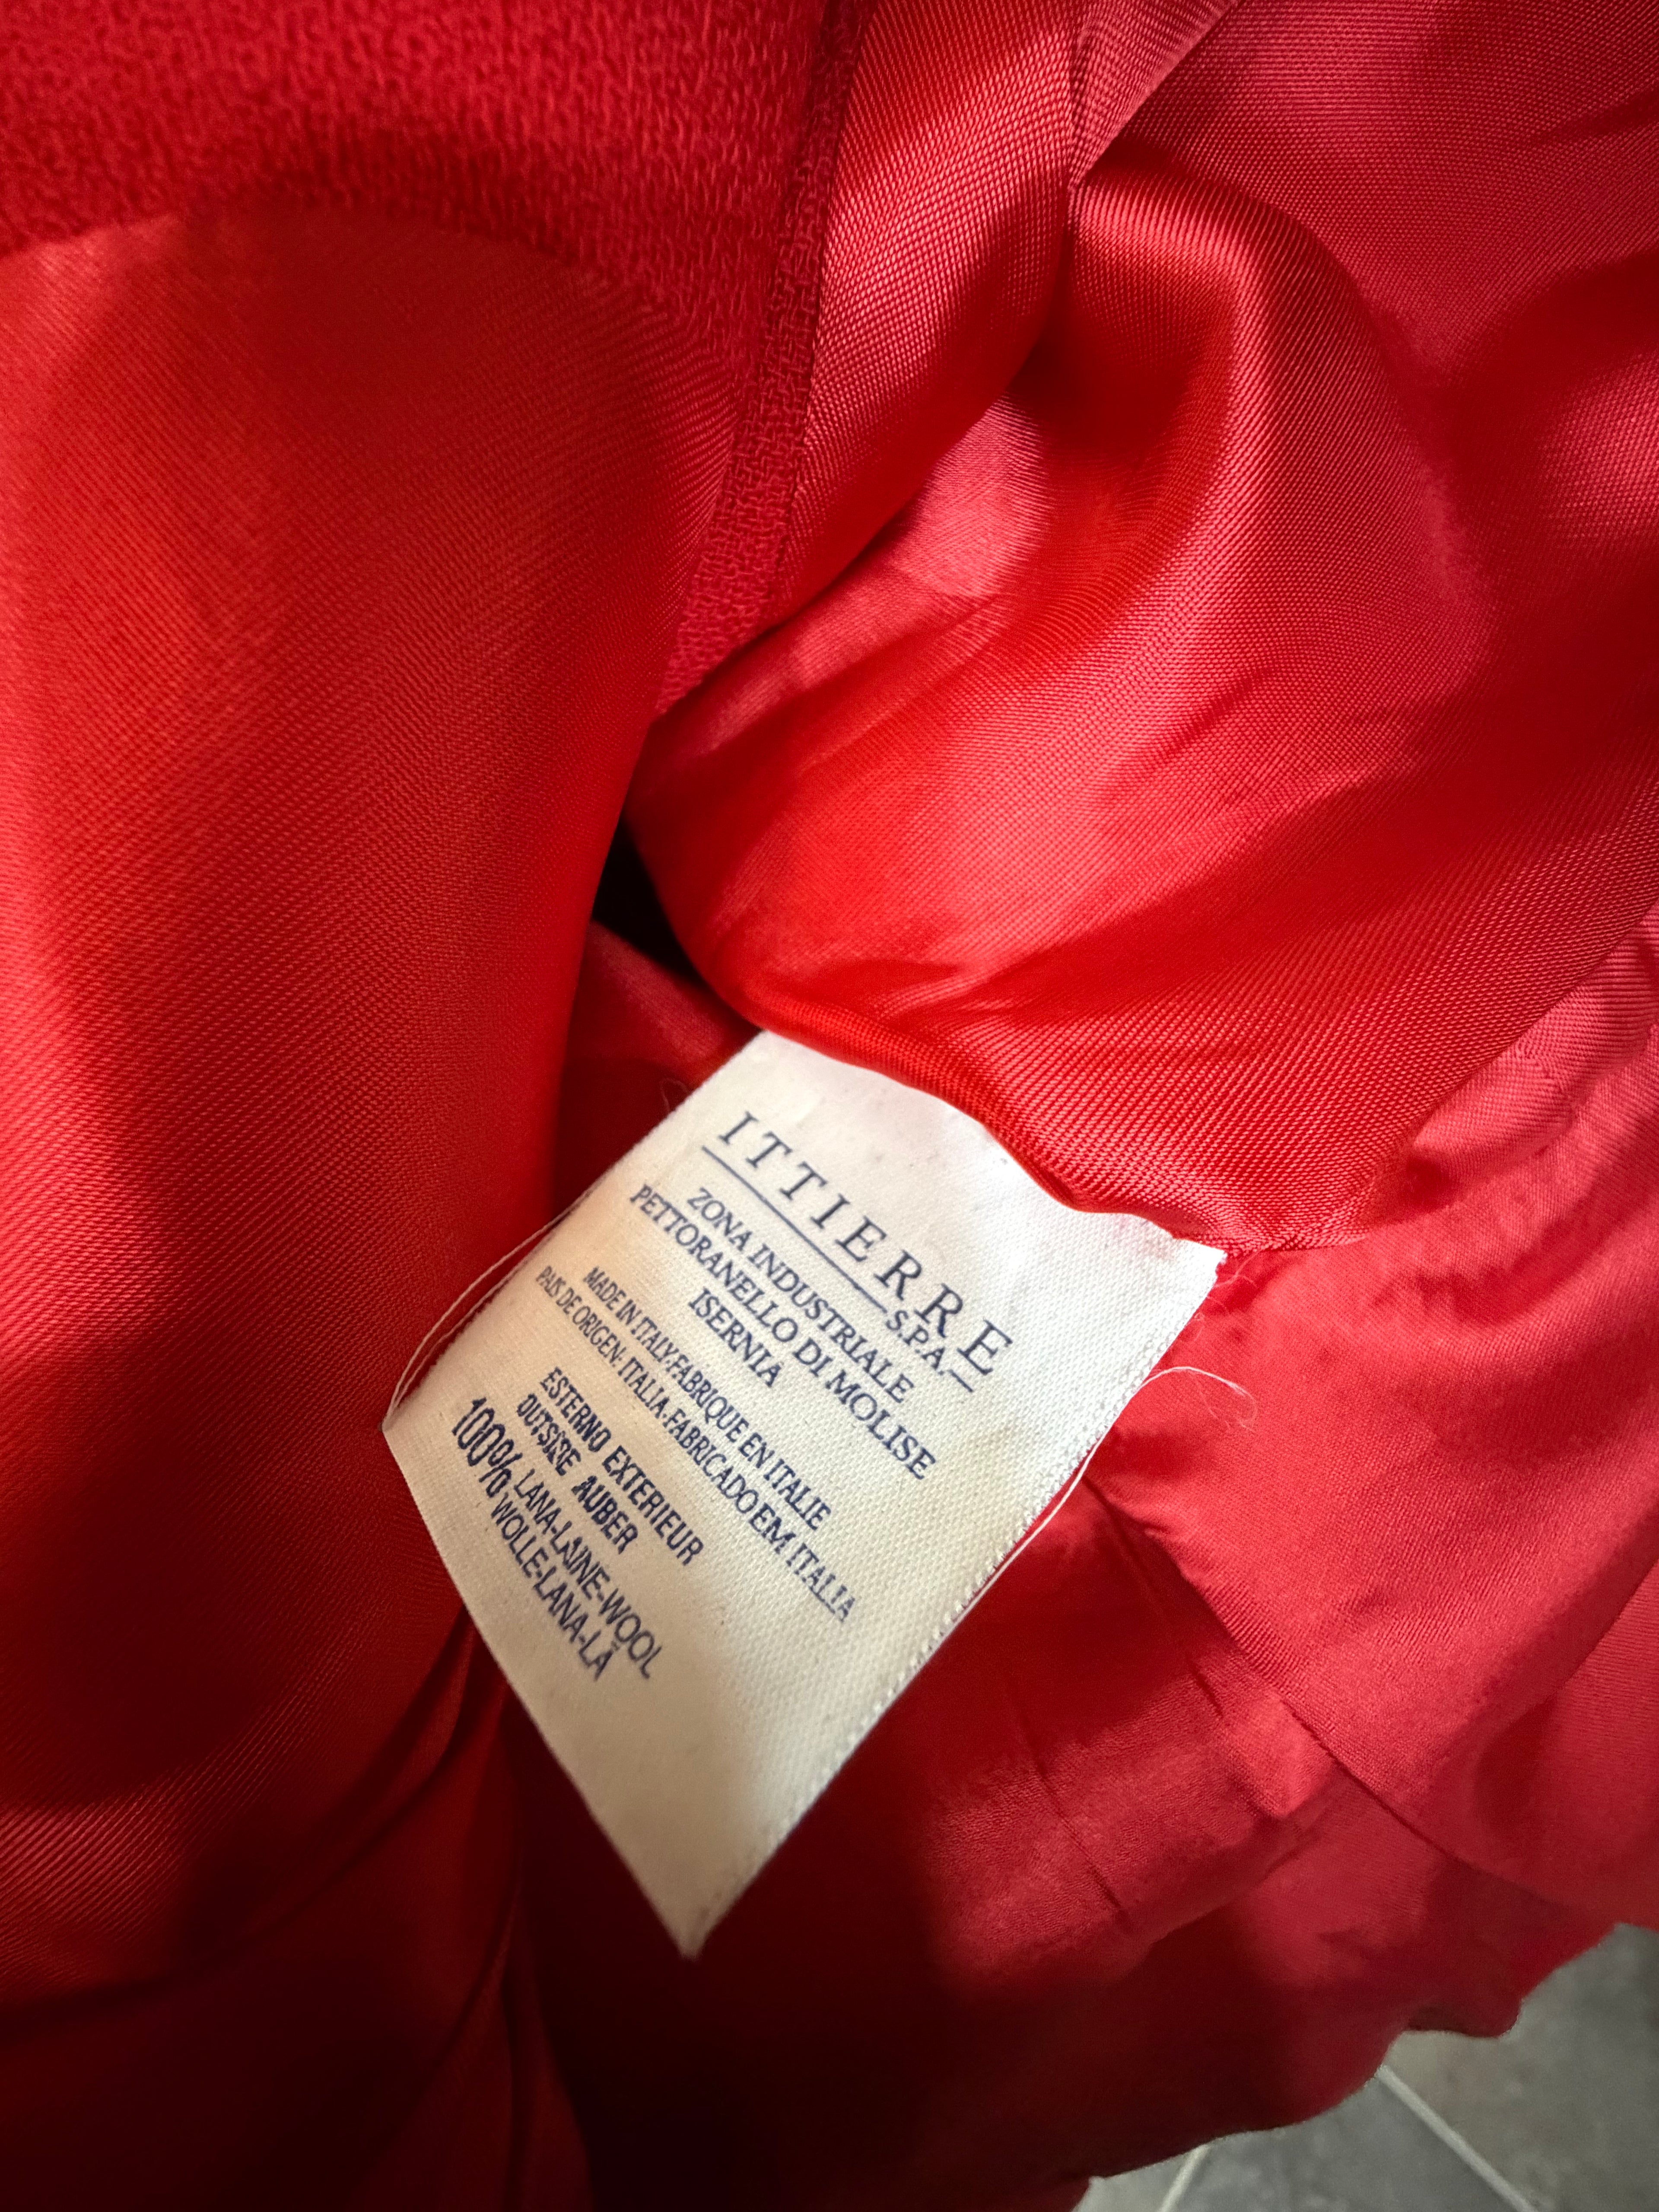 ITTIERRE
S.P.A.
ZONA INDUSTRIALE
PETTORANELLO DI MOLISE
ISERNIA
MADE IN ITALY·FABRIQUE EN ITALIE
PAIS DE ORIGEN: ITALIA·FABRICADO EM ITALIA
ESTERNO EXTERIEUR
OUTSIRE AUBER
100% LANA-LAINE-WOOL
WOLLE-LANA-LÃ